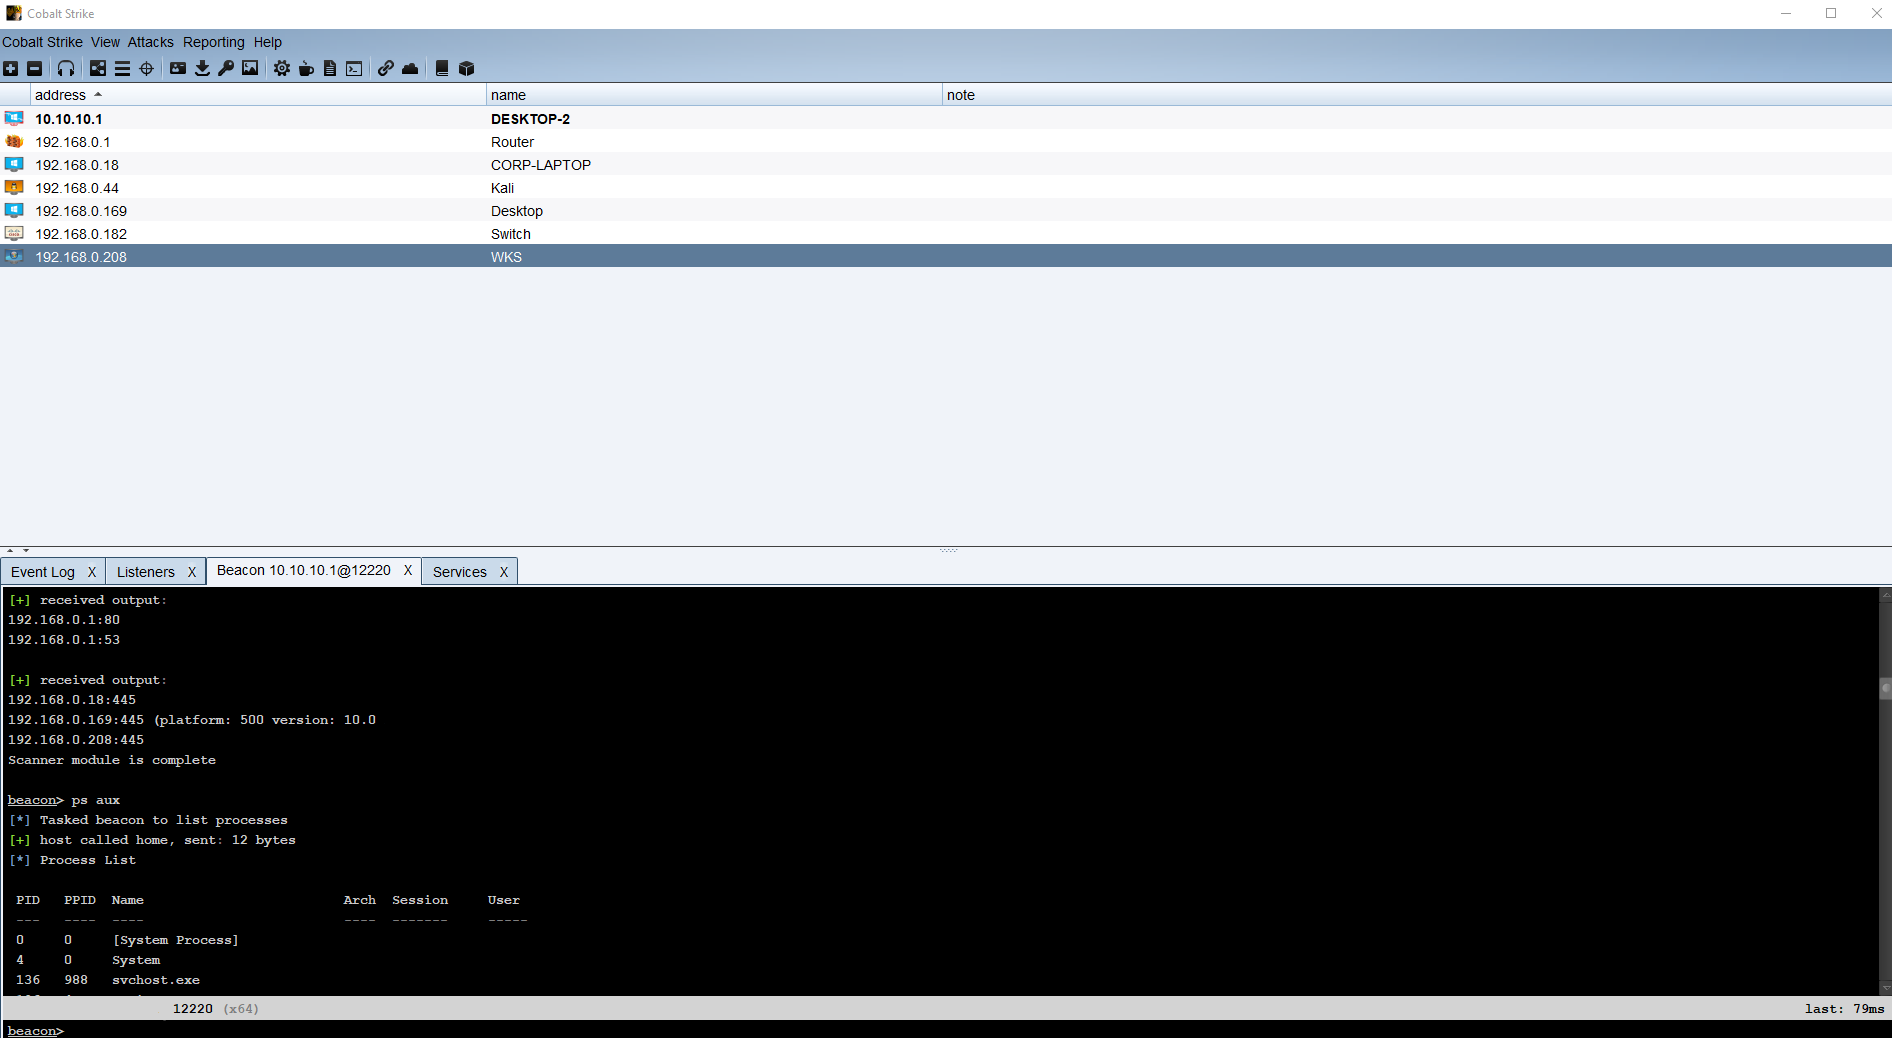 Cobalt Strike
Cobalt Strike View Attacks Reporting Help
address name note
10.10.10.1 DESKTOP-2
192.168.0.1 Router
192.168.0.18 CORP-LAPTOP
192.168.0.44 Kali
192.168.0.169 Desktop
192.168.0.182 Switch
192.168.0.208 WKS
Event Log X Listeners X Beacon 10.10.10.1@12220 X Services X
[+] received output:
192.168.0.1:80
192.168.0.1:53
[+] received output:
192.168.0.18:445
192.168.0.169:445 (platform: 500 version: 10.0
192.168.0.208:445
Scanner module is complete
beacon> ps aux
[*] Tasked beacon to list processes
[+] host called home, sent: 12 bytes
[*] Process List
PID PPID Name Arch Session User
--- ---- ---- ---- ------- -----
0 0 [System Process]
4 0 System
136 988 svchost.exe
12220 (x64) last: 79ms
beacon>